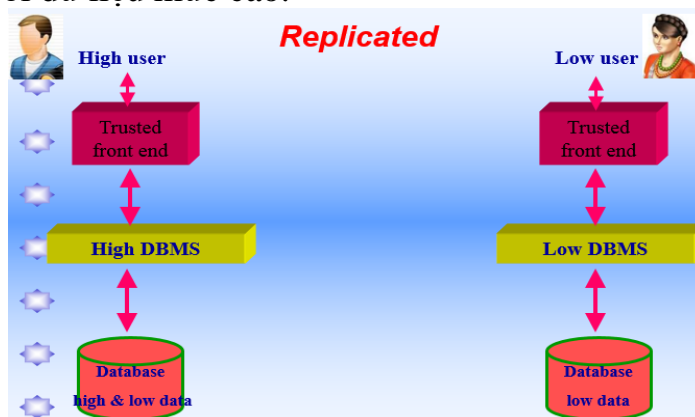 Replicated
High user
Low user
Trusted
front end
Trusted
front end
High DBMS
Low DBMS
Database
high & low data
Database
low data